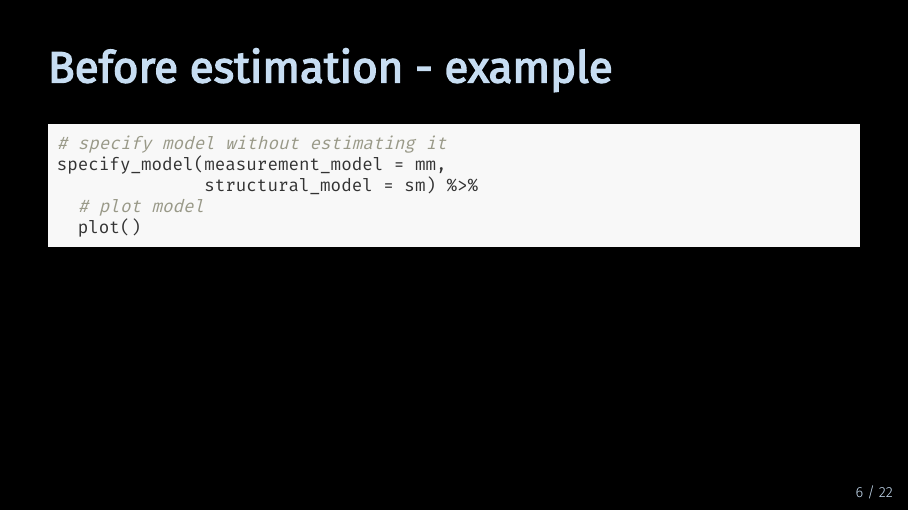 Before estimation - example
# specify model without estimating it
specify_model(measurement_model = mm,
              structural_model = sm) %>%
  # plot model
  plot()
6 / 22